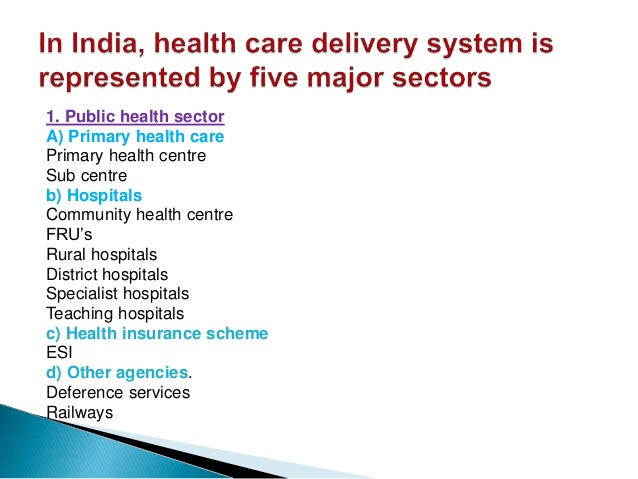 In India, health care delivery system is
represented by five major sectors
1. Public health sector
A) Primary health care
Primary health centre
Sub centre
b) Hospitals
Community health centre
FRU's
Rural hospitals
District hospitals
Specialist hospitals
Teaching hospitals
c) Health insurance scheme
ESI
d) Other agencies.
Deference services
Railways